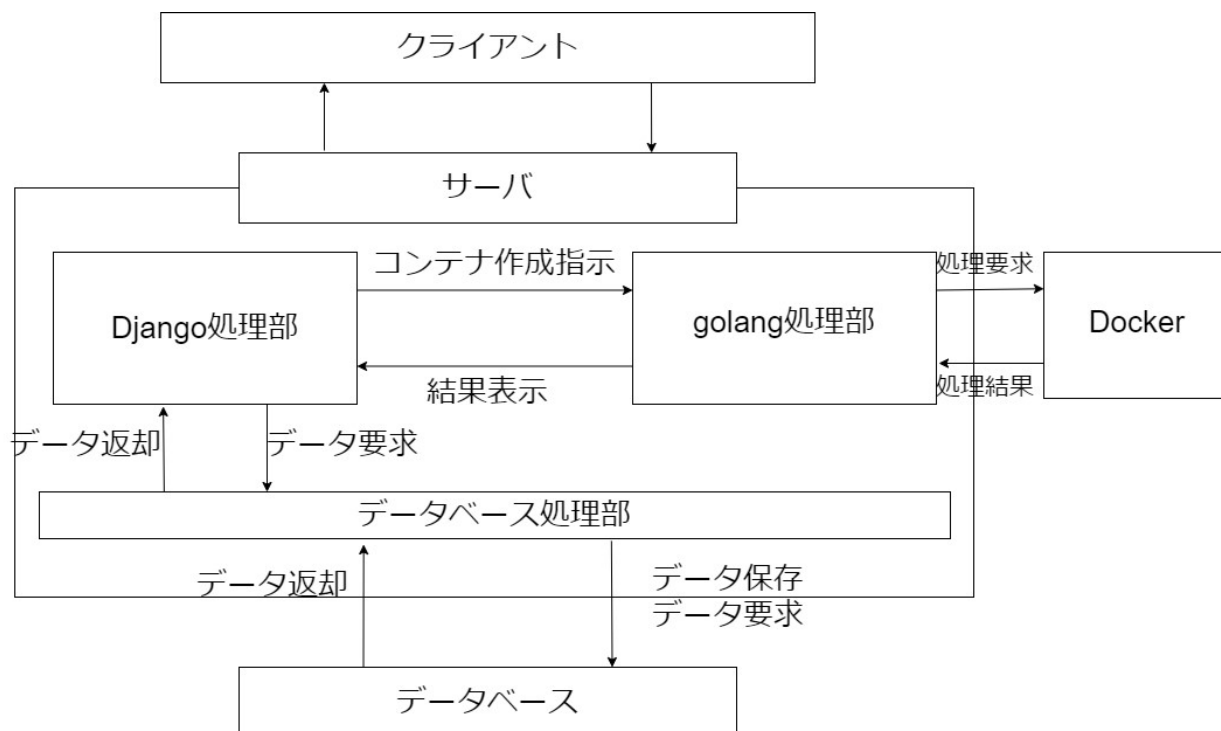 クライアント
サーバ
コンテナ作成指示
処理要求
Django処理部
golang処理部
Docker
結果表示
処理結果
データ返却
データ要求
データベース処理部
データ返却
データ保存
データ要求
データベース